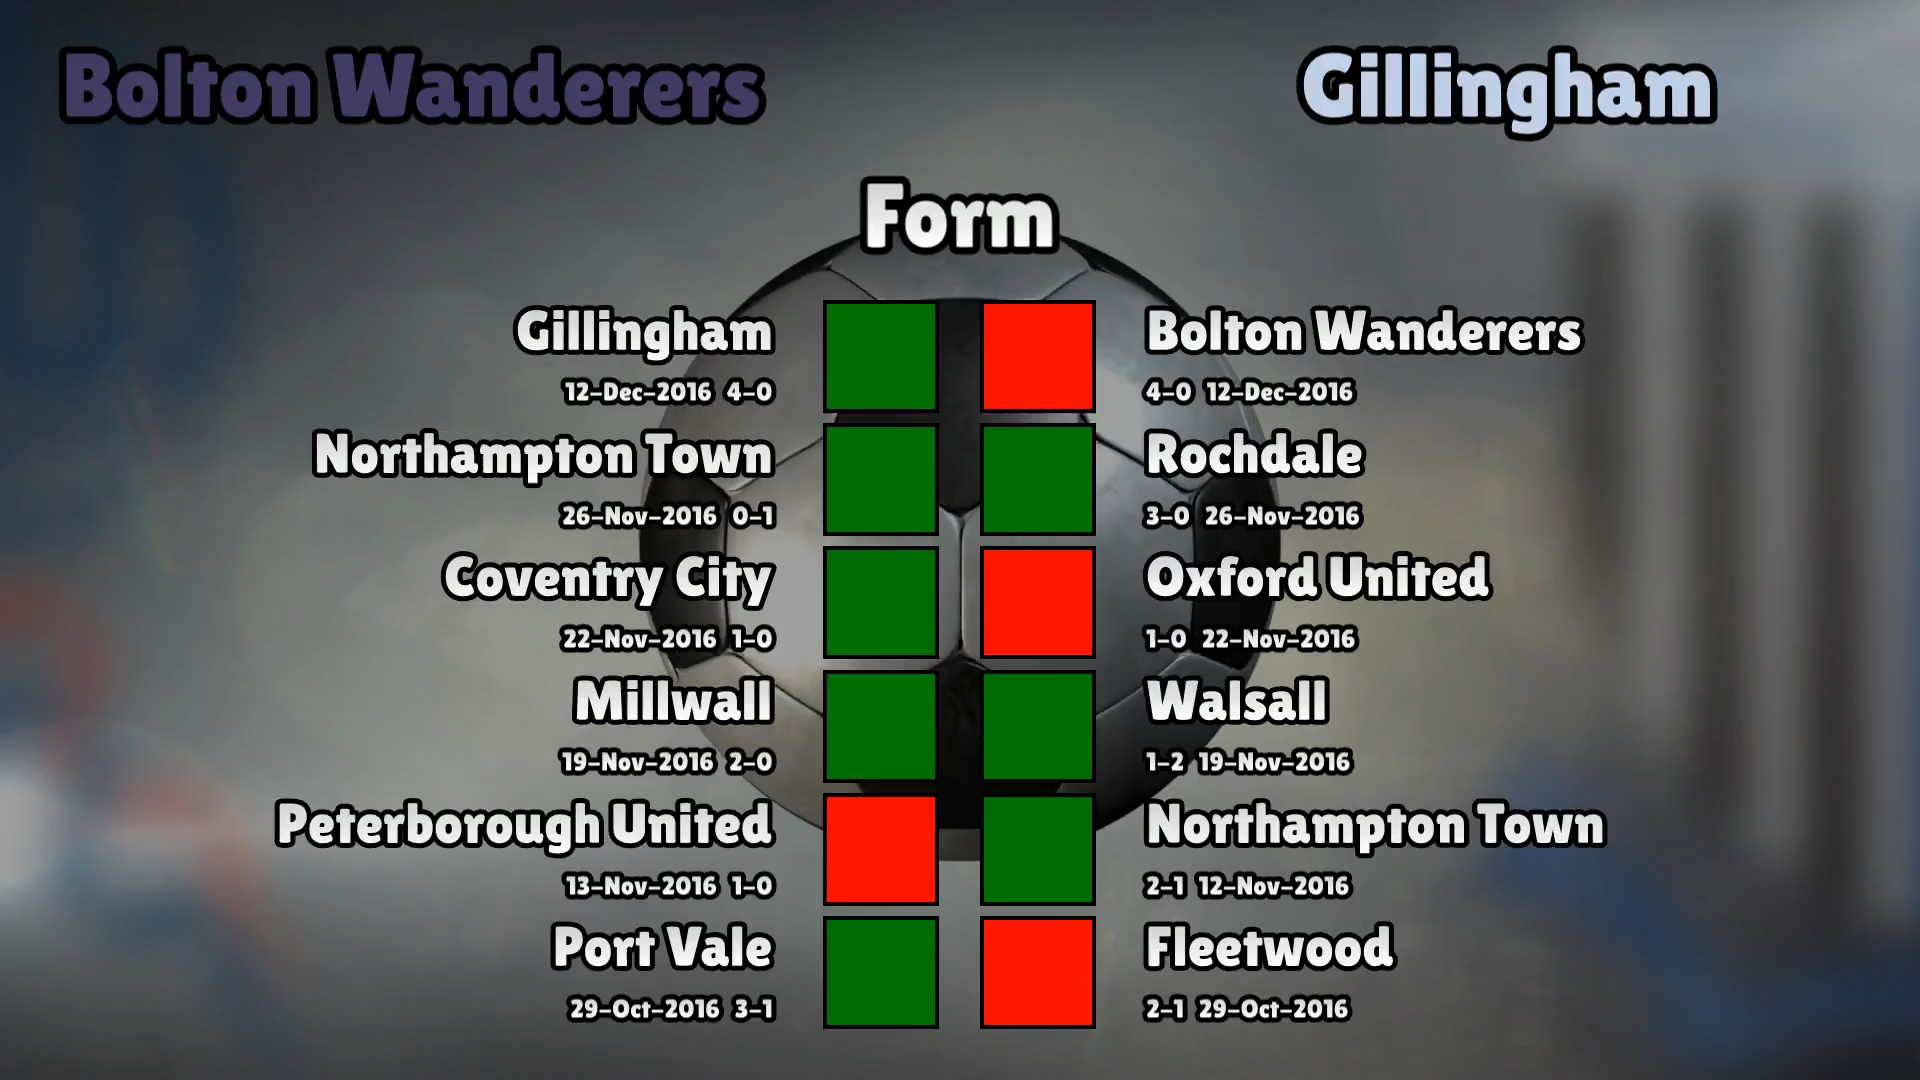 Bolton Wanderers
Gillingham
Form
Gillingham
12-Dec-2016 4-0
Bolton Wanderers
4-0 12-Dec-2016
Northampton Town
26-Nov-2016 0-1
Rochdale
3-0 26-Nov-2016
Coventry City
22-Nov-2016 1-0
Oxford United
1-0 22-Nov-2016
Millwall
19-Nov-2016 2-0
Walsall
1-2 19-Nov-2016
Peterborough United
13-Nov-2016 1-0
Northampton Town
2-1 12-Nov-2016
Port Vale
29-Oct-2016 3-1
Fleetwood
2-1 29-Oct-2016